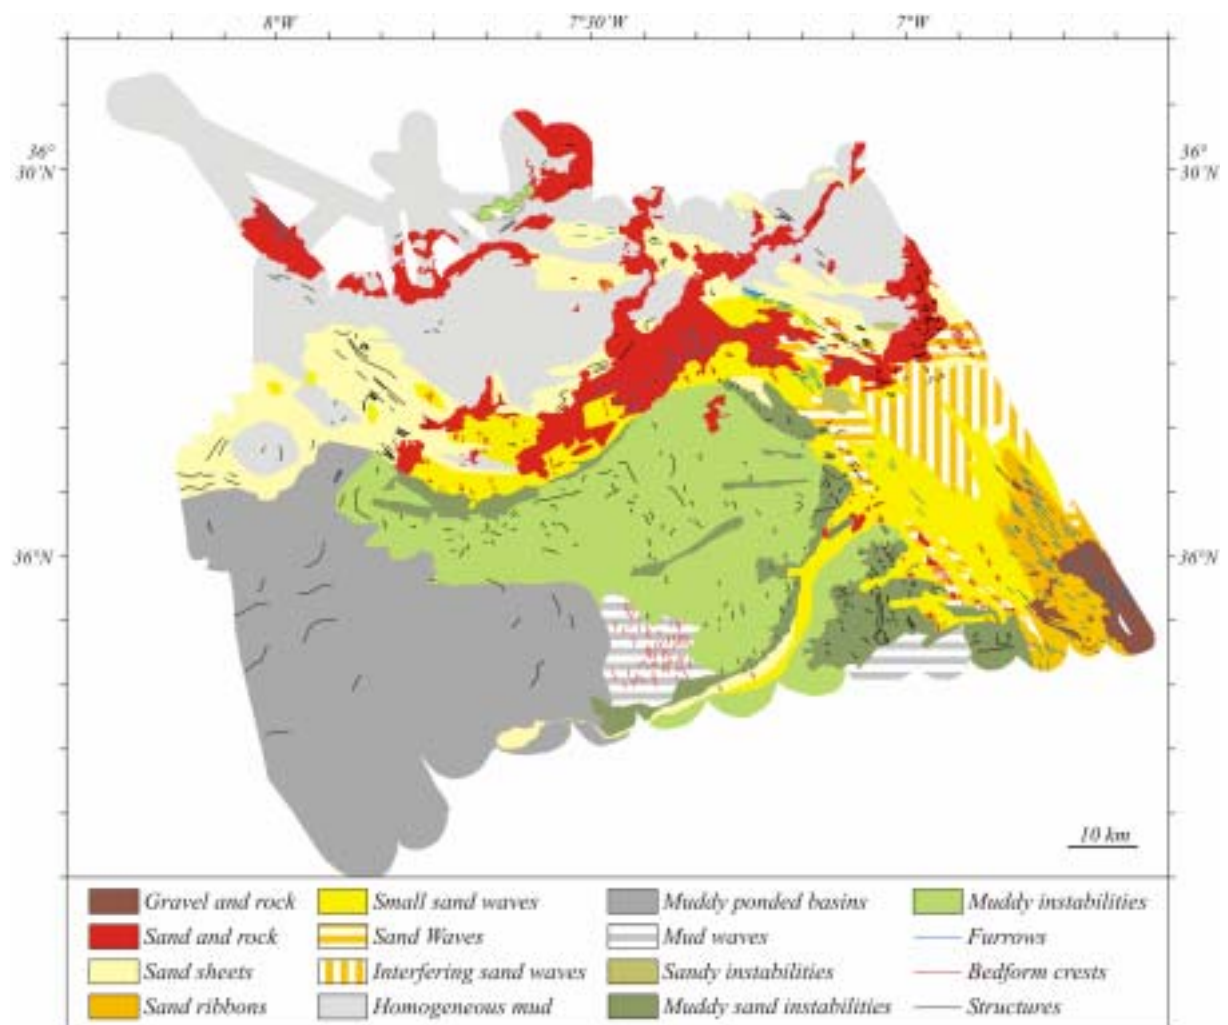 8°W 7°30'W 7°W
36° 36°
30'N 30'N
36°N 36°N
10 km
Gravel and rock Small sand waves Muddy ponded basins Muddy instabilities
Sand and rock Sand Waves Mud waves Furrows
Sand sheets Interfering sand waves Sandy instabilities Bedform crests
Sand ribbons Homogeneous mud Muddy sand instabilities Structures